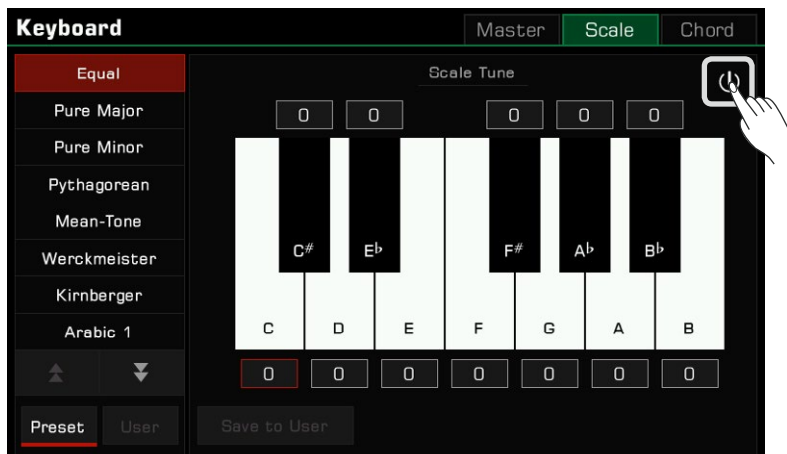 Keyboard Master Scale Chord
Equal
Pure Major
Pure Minor
Pythagorean
Mean-Tone
Werckmeister
Kirnberger
Arabic 1
Preset User
Scale Tune
0 0 0 0 0
C# E♭ F# A♭ B♭
C D E F G A B
0 0 0 0 0 0 0
Save to User